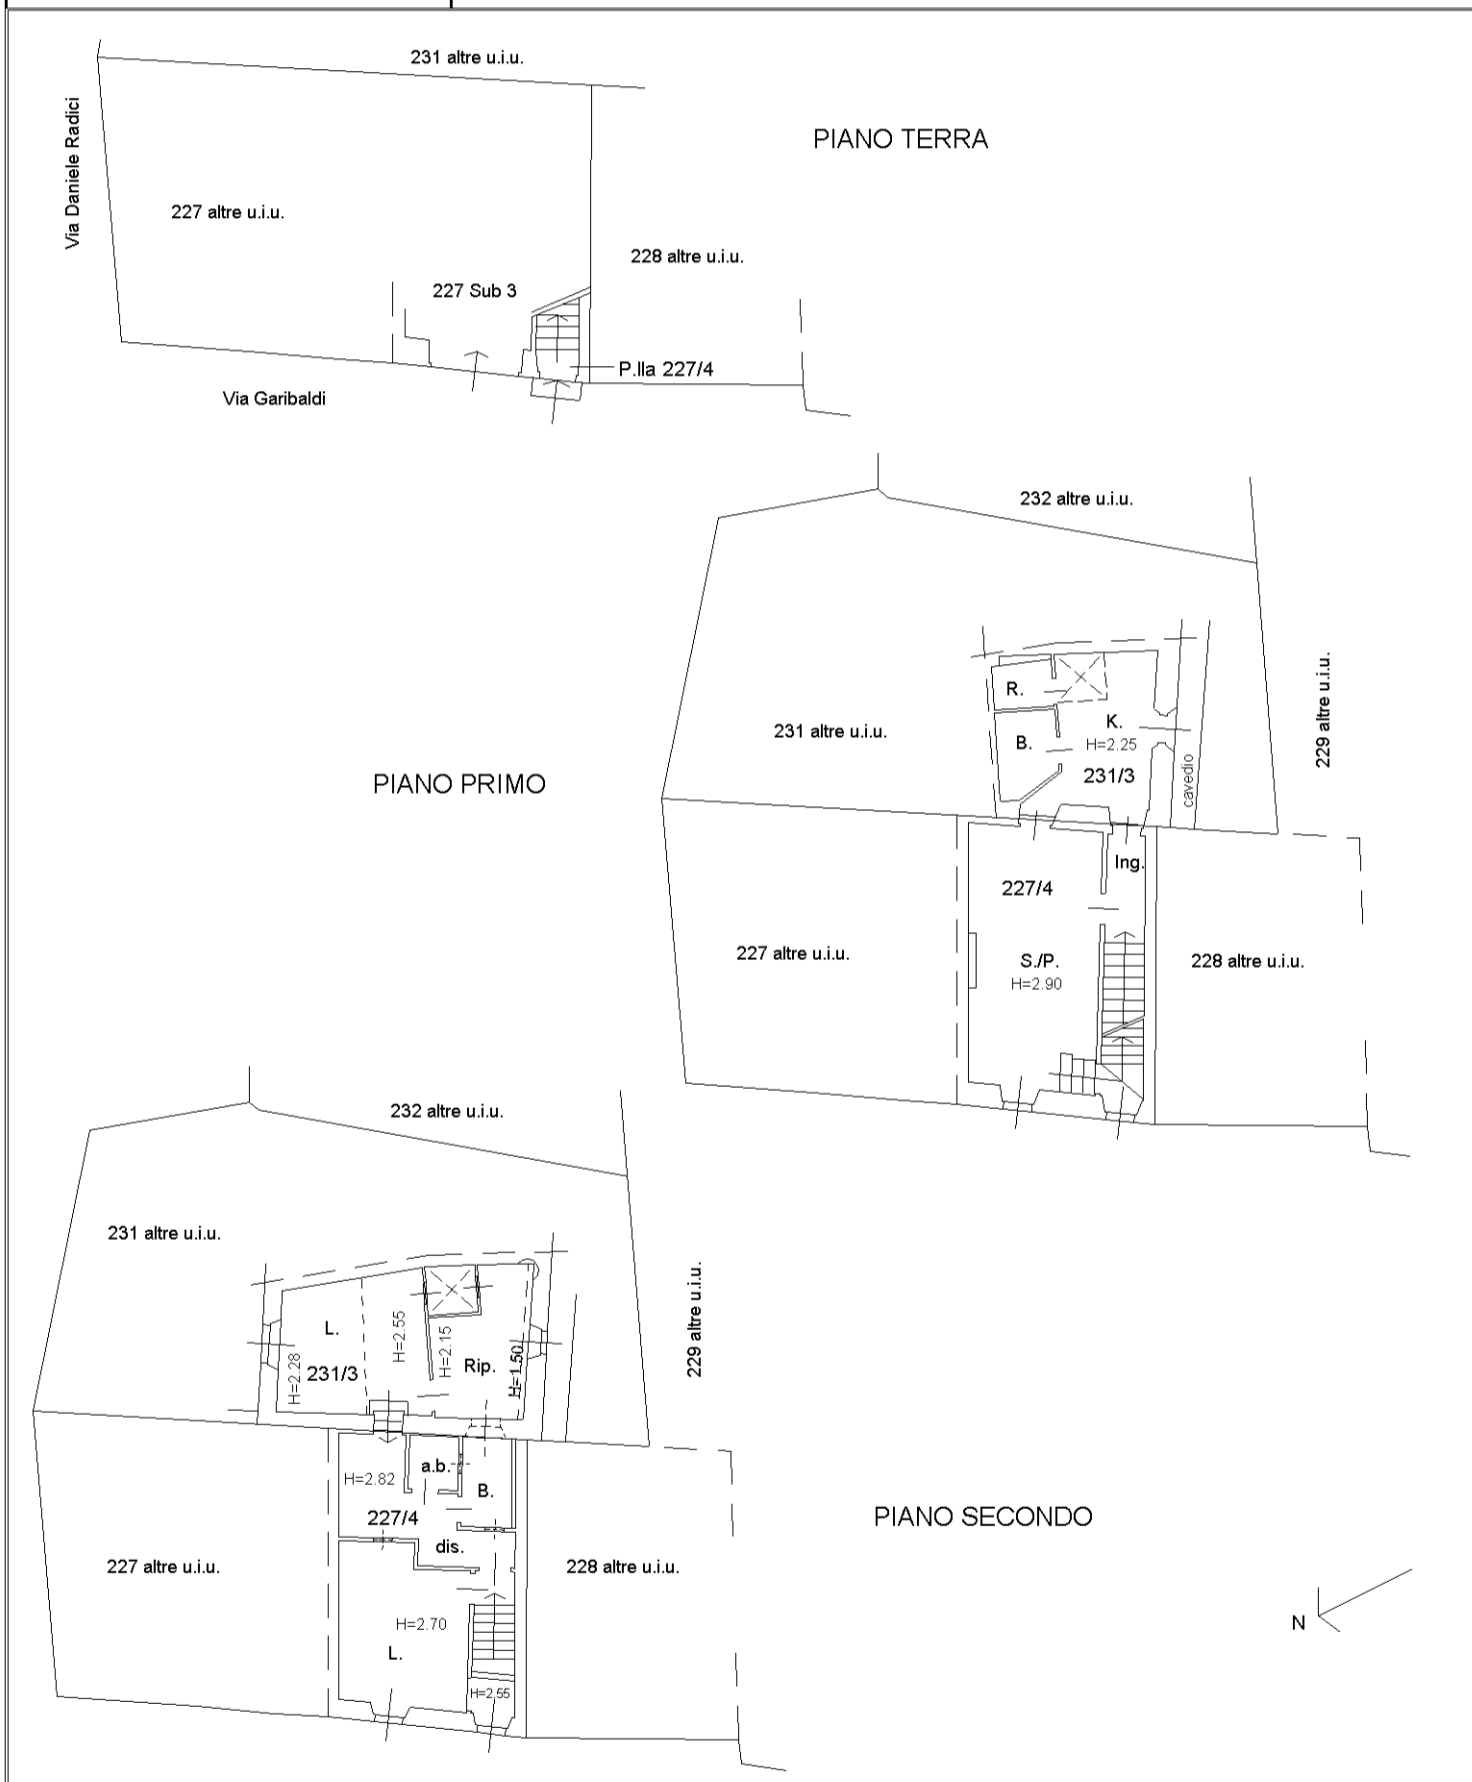 231 altre u.i.u.
Via Daniele Radici
PIANO TERRA
227 altre u.i.u.
228 altre u.i.u.
227 Sub 3
P.lla 227/4
Via Garibaldi
232 altre u.i.u.
229 altre u.i.u.
R.
K.
231 altre u.i.u.
B.
H=2.25
231/3
cavedio
PIANO PRIMO
Ing.
227/4
227 altre u.i.u.
S./P.
H=2.90
228 altre u.i.u.
232 altre u.i.u.
231 altre u.i.u.
229 altre u.i.u.
L.
H=2.55
H=2.15
Rip.
231/3
H=2.28
H=1.50
a.b.
H=2.82
B.
227/4
PIANO SECONDO
dis.
227 altre u.i.u.
228 altre u.i.u.
H=2.70
L.
H=2.55
N